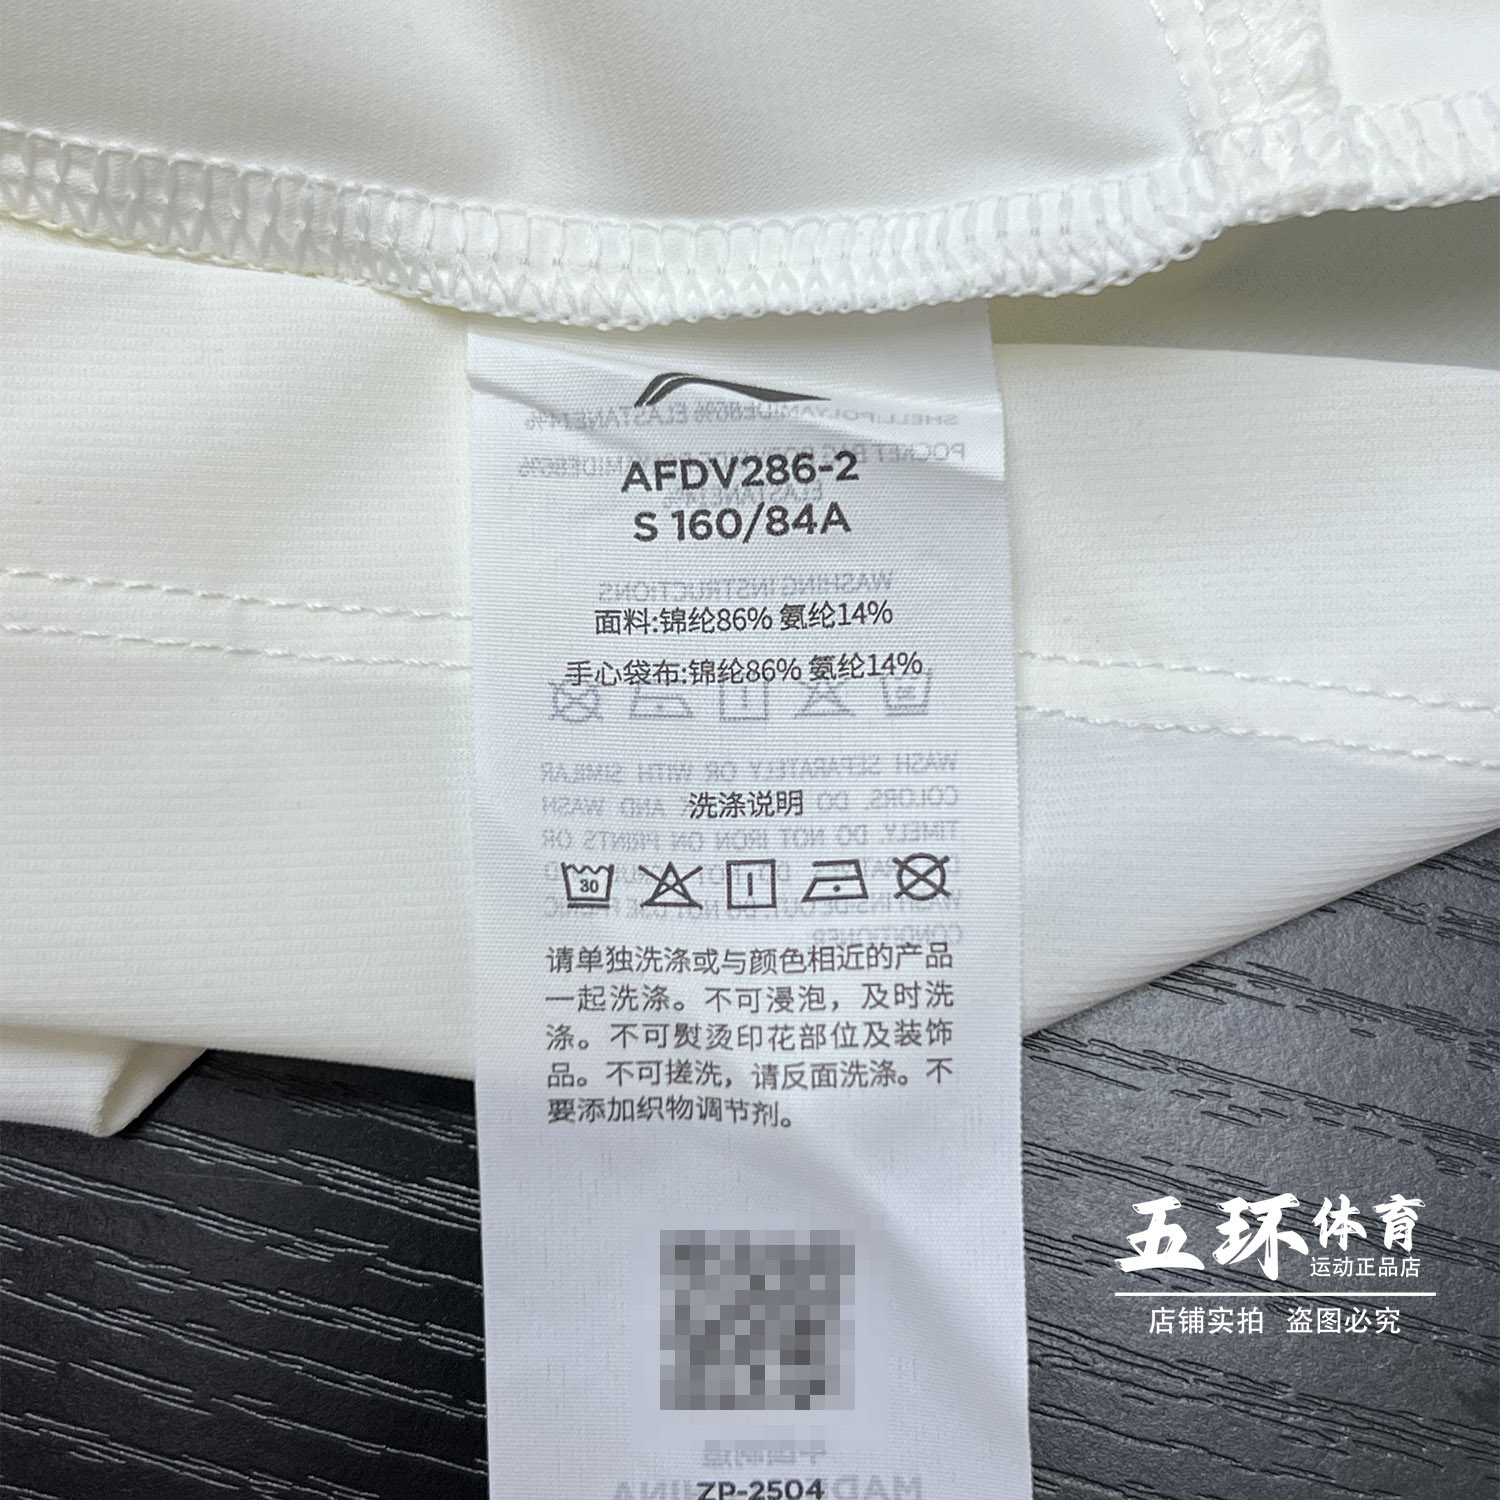 AFDV286-2
S 160/84A
面料:锦纶86% 氨纶14%
手心袋布:锦纶86% 氨纶14%
洗涤说明
30
请单独洗涤或与颜色相近的产品
一起洗涤。不可浸泡，及时洗
涤。不可熨烫印花部位及装饰
品。不可搓洗，请反面洗涤。不
要添加织物调节剂。
ZP-2504
五环体育
运动正品店
店铺实拍 盗图必究